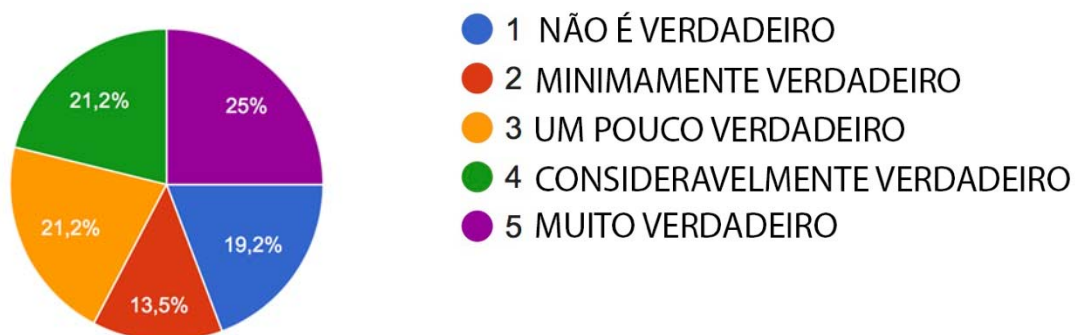 21,2%
25%
21,2%
19,2%
13,5%
1 NÃO É VERDADEIRO
2 MINIMAMENTE VERDADEIRO
3 UM POUCO VERDADEIRO
4 CONSIDERAVELMENTE VERDADEIRO
5 MUITO VERDADEIRO